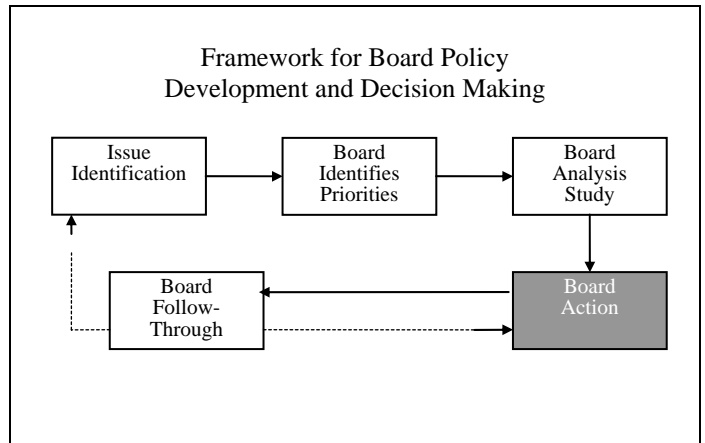 Framework for Board Policy
Development and Decision Making
Issue
Identification
Board
Identifies
Priorities
Board
Analysis
Study
Board
Follow-
Through
Board
Action